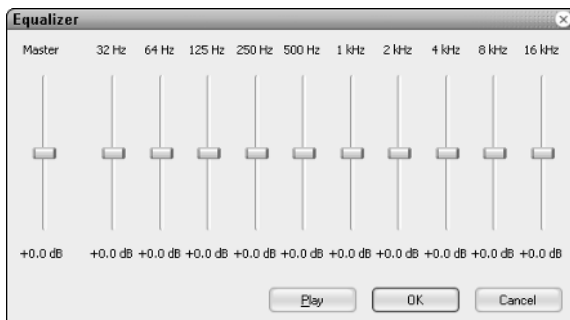 Equalizer
Master 32 Hz 64 Hz 125 Hz 250 Hz 500 Hz 1 kHz 2 kHz 4 kHz 8 kHz 16 kHz
+0.0 dB +0.0 dB +0.0 dB +0.0 dB +0.0 dB +0.0 dB +0.0 dB +0.0 dB +0.0 dB +0.0 dB +0.0 dB
Play OK Cancel